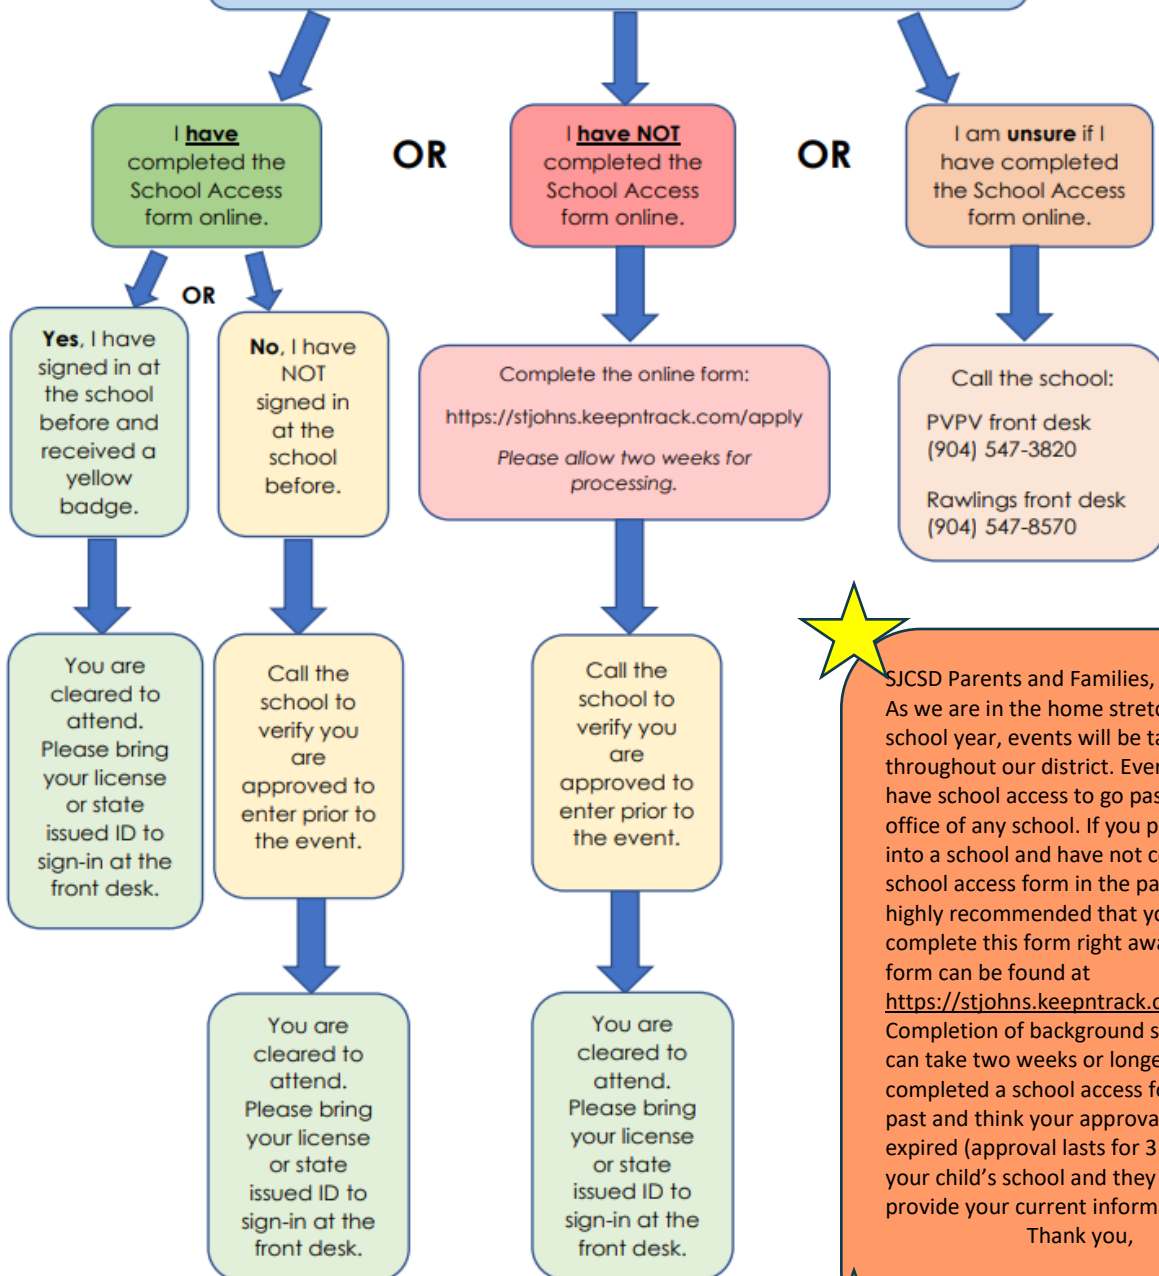 I have
completed the
School Access
form online.
OR
I have NOT
completed the
School Access
form online.
OR
I am unsure if I
have completed
the School Access
form online.
OR
Yes, I have
signed in at
the school
before and
received a
yellow
badge.
No, I have
NOT
signed in
at the
school
before.
Complete the online form:
https://stjohns.keepntrack.com/apply
Please allow two weeks for
processing.
Call the school:
PVPV front desk
(904) 547-3820
Rawlings front desk
(904) 547-8570
You are
cleared to
attend.
Please bring
your license
or state
issued ID to
sign-in at the
front desk.
Call the
school to
verify you
are
approved to
enter prior to
the event.
Call the
school to
verify you
are
approved to
enter prior to
the event.
You are
cleared to
attend.
Please bring
your license
or state
issued ID to
sign-in at the
front desk.
You are
cleared to
attend.
Please bring
your license
or state
issued ID to
sign-in at the
front desk.
SJCSD Parents and Families,
As we are in the home
school year, events will be
throughout our district.
have school access to go
office of any school. If you
into a school and have not
school access form in the
highly recommended that
complete this form right
form can be found at
https://stjohns.keepntrack.
Completion of background
can take two weeks or
completed a school access
past and think your
expired (approval lasts for 3
your child's school and they
provide your current
Thank you,